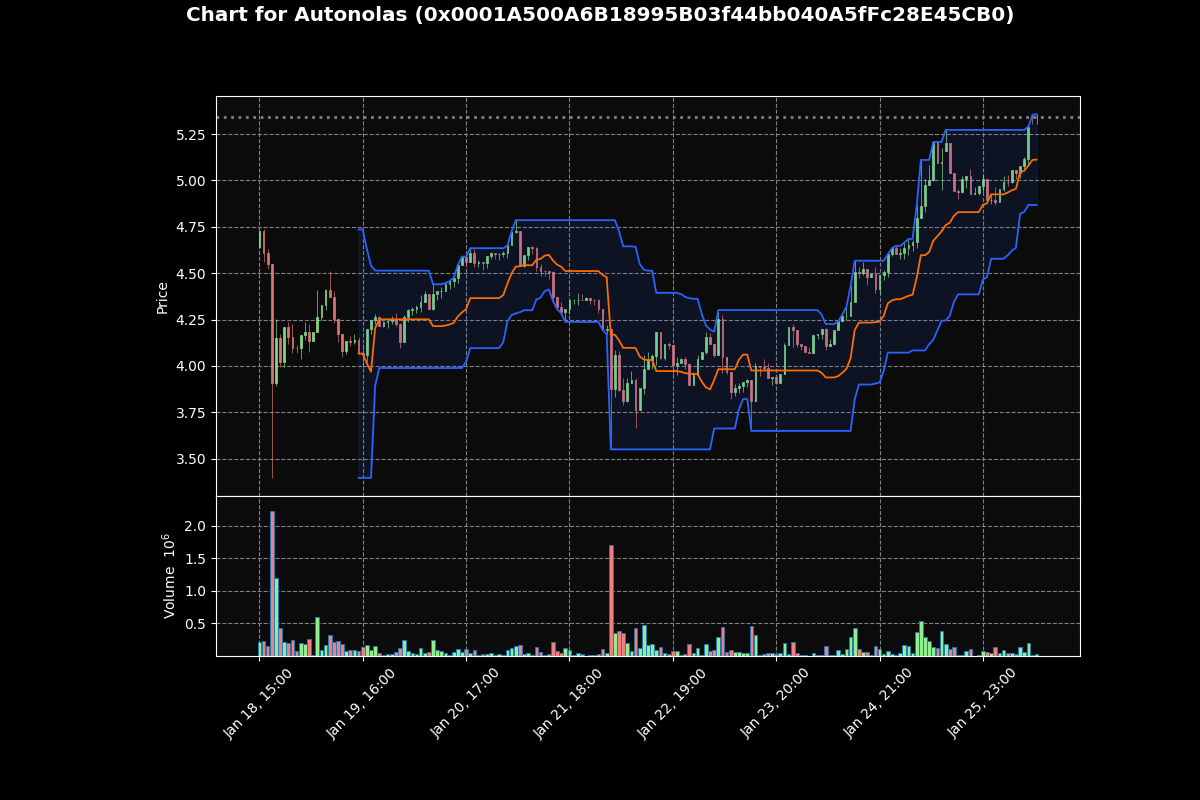 Chart for Autonolas (0x0001A500A6B18995B03f44bb040A5fFc28E45CB0)
5.25
5.00
4.75
4.50
4.25
4.00
3.75
3.50
Price
2.0
1.5
1.0
0.5
Volume 10^6
Jan 18, 15:00
Jan 19, 16:00
Jan 20, 17:00
Jan 21, 18:00
Jan 22, 19:00
Jan 23, 20:00
Jan 24, 21:00
Jan 25, 23:00